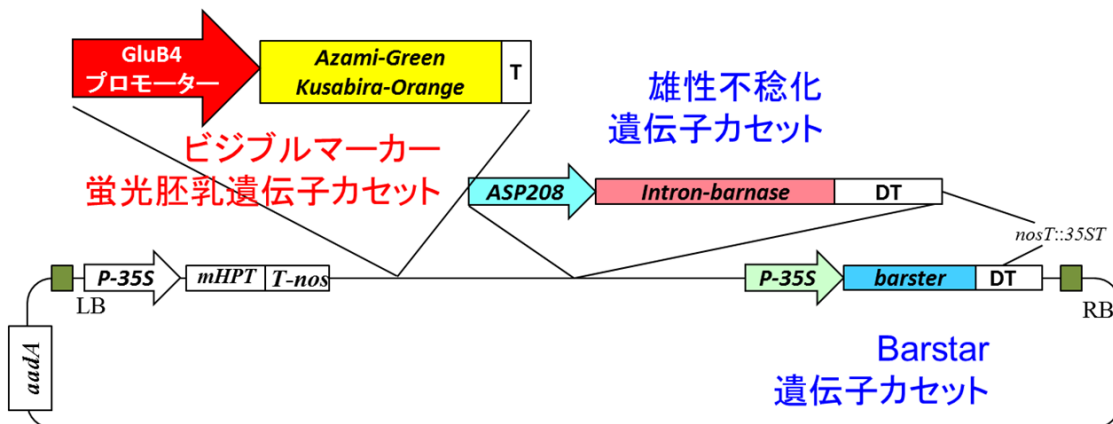 GluB4
プロモーター
Azami-Green
Kusabira-Orange
T
ビジブルマーカー
蛍光胚乳遺伝子カセット
雄性不稔化
遺伝子カセット
ASP208
Intron-barnase
DT
nosT::35ST
LB
P-35S
mHPT
T-nos
P-35S
barster
DT
RB
aadA
Barstar
遺伝子カセット